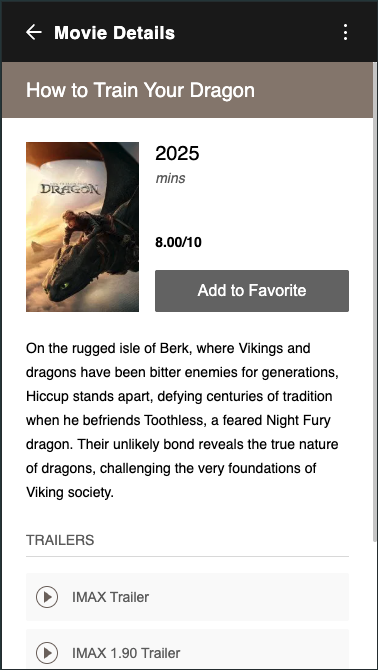 Movie Details
How to Train Your Dragon
DRAGON
2025
mins
8.00/10
Add to Favorite
On the rugged isle of Berk, where Vikings and
dragons have been bitter enemies for generations,
Hiccup stands apart, defying centuries of tradition
when he befriends Toothless, a feared Night Fury
dragon. Their unlikely bond reveals the true nature
of dragons, challenging the very foundations of
Viking society.
TRAILERS
IMAX Trailer
IMAX 1.90 Trailer